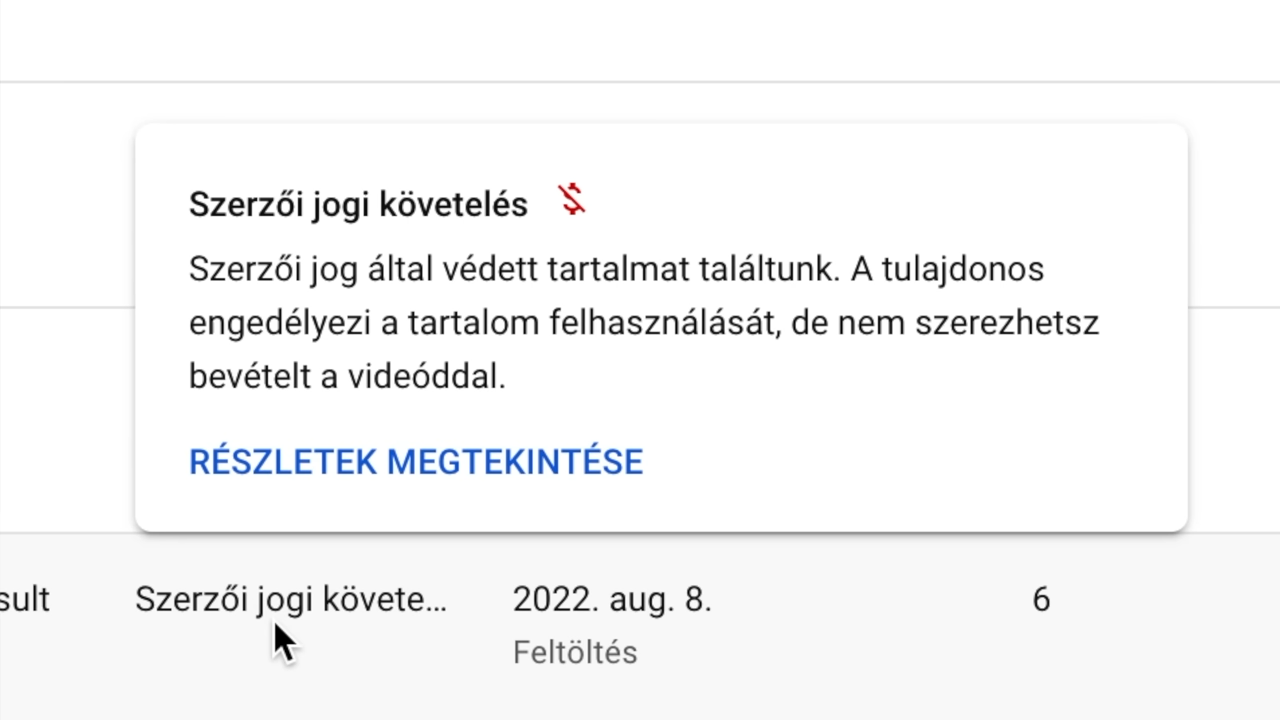 Szerzői jogi követelés
Szerzői jog által védett tartalmat találtunk. A tulajdonos
engedélyezi a tartalom felhasználását, de nem szerezhetsz
bevételt a videóddal.
RÉSZLETEK MEGTEKINTÉSE
sult Szerzői jogi követe... 2022. aug. 8. 6
Feltöltés